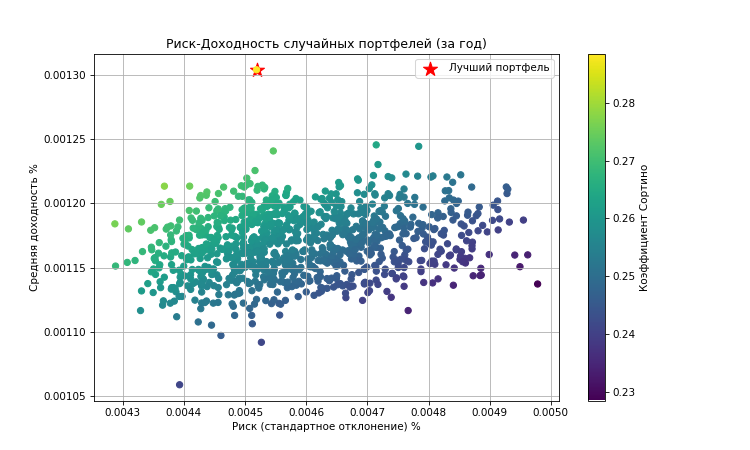 Риск-Доходность случайных портфелей (за год)
Лучший портфель
Средняя доходность %
0.00130
0.00125
0.00120
0.00115
0.00110
0.00105
0.0043 0.0044 0.0045 0.0046 0.0047 0.0048 0.0049 0.0050
Риск (стандартное отклонение) %
0.28
0.27
0.26
0.25
0.24
0.23
Коэффициент Сортино